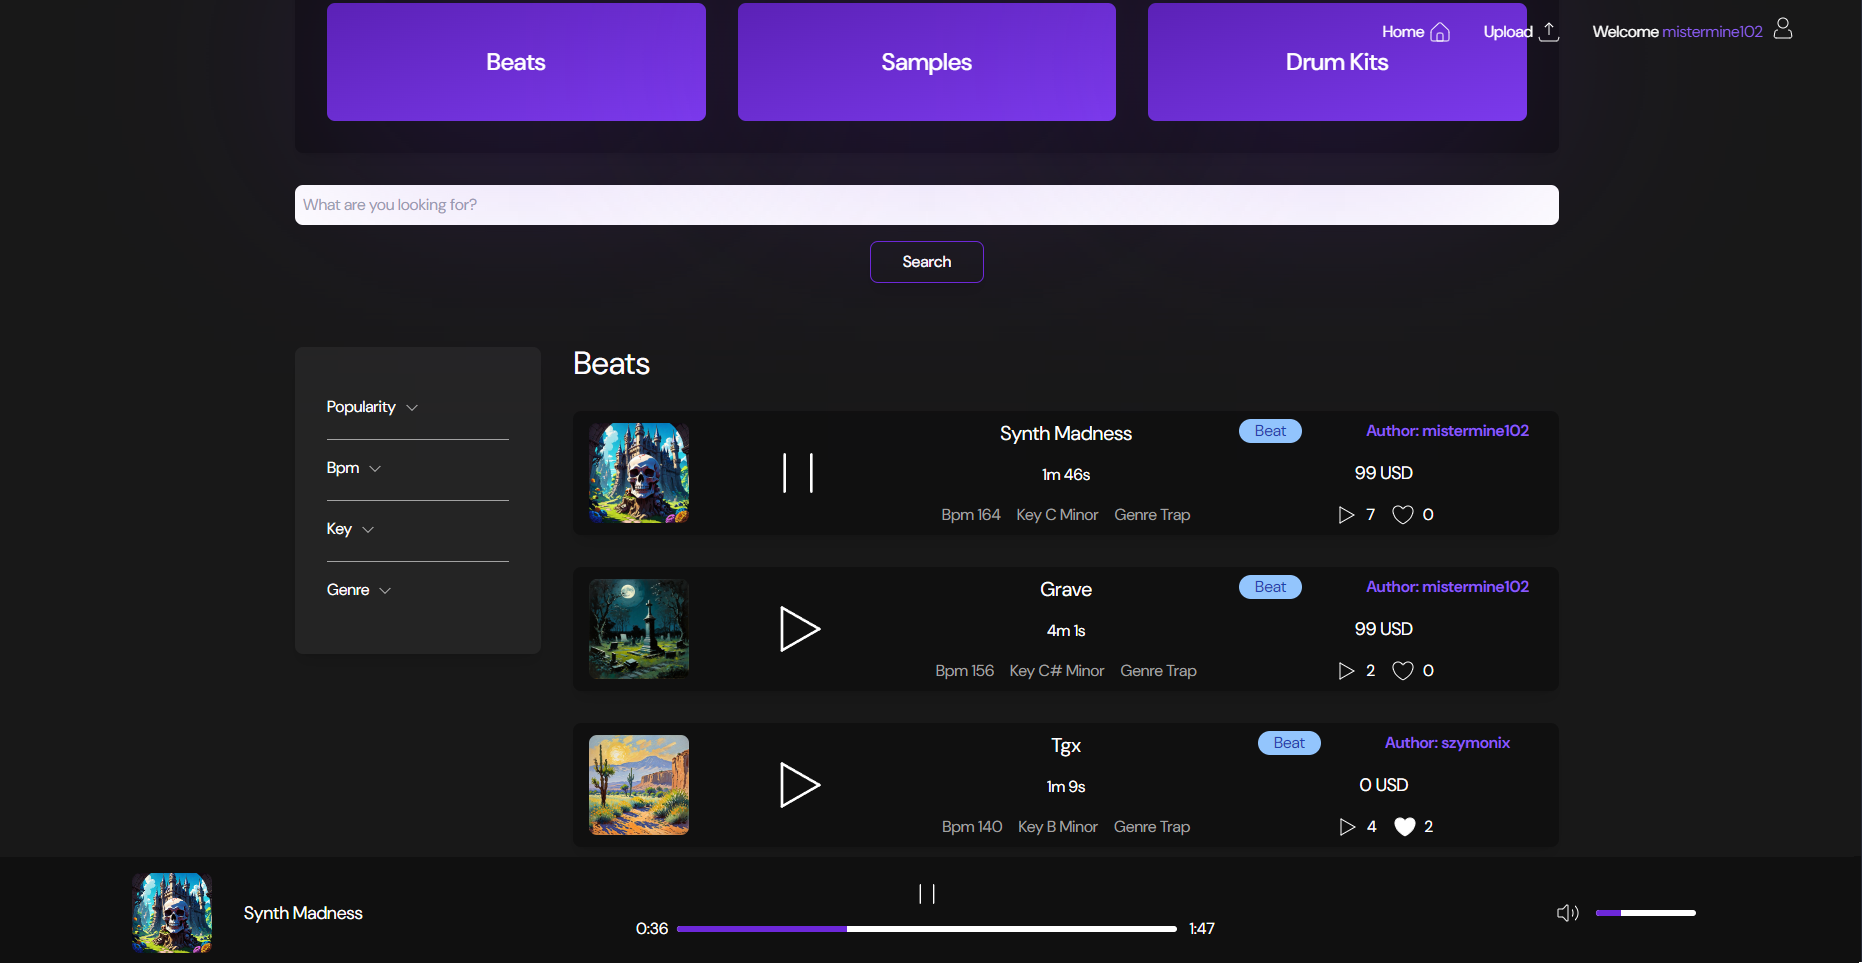 Home
Upload
Welcome mistermine102
Beats
Samples
Drum Kits
What are you looking for?
Search
Popularity
Bpm
Key
Genre
Beats
Synth Madness
Beat
Author: mistermine102
1m 46s
99 USD
Bpm 164 Key C Minor Genre Trap
7 0
Grave
Beat
Author: mistermine102
4m 1s
99 USD
Bpm 156 Key C# Minor Genre Trap
2 0
Tgx
Beat
Author: szymonix
1m 9s
0 USD
Bpm 140 Key B Minor Genre Trap
4 2
Synth Madness
0:36
1:47